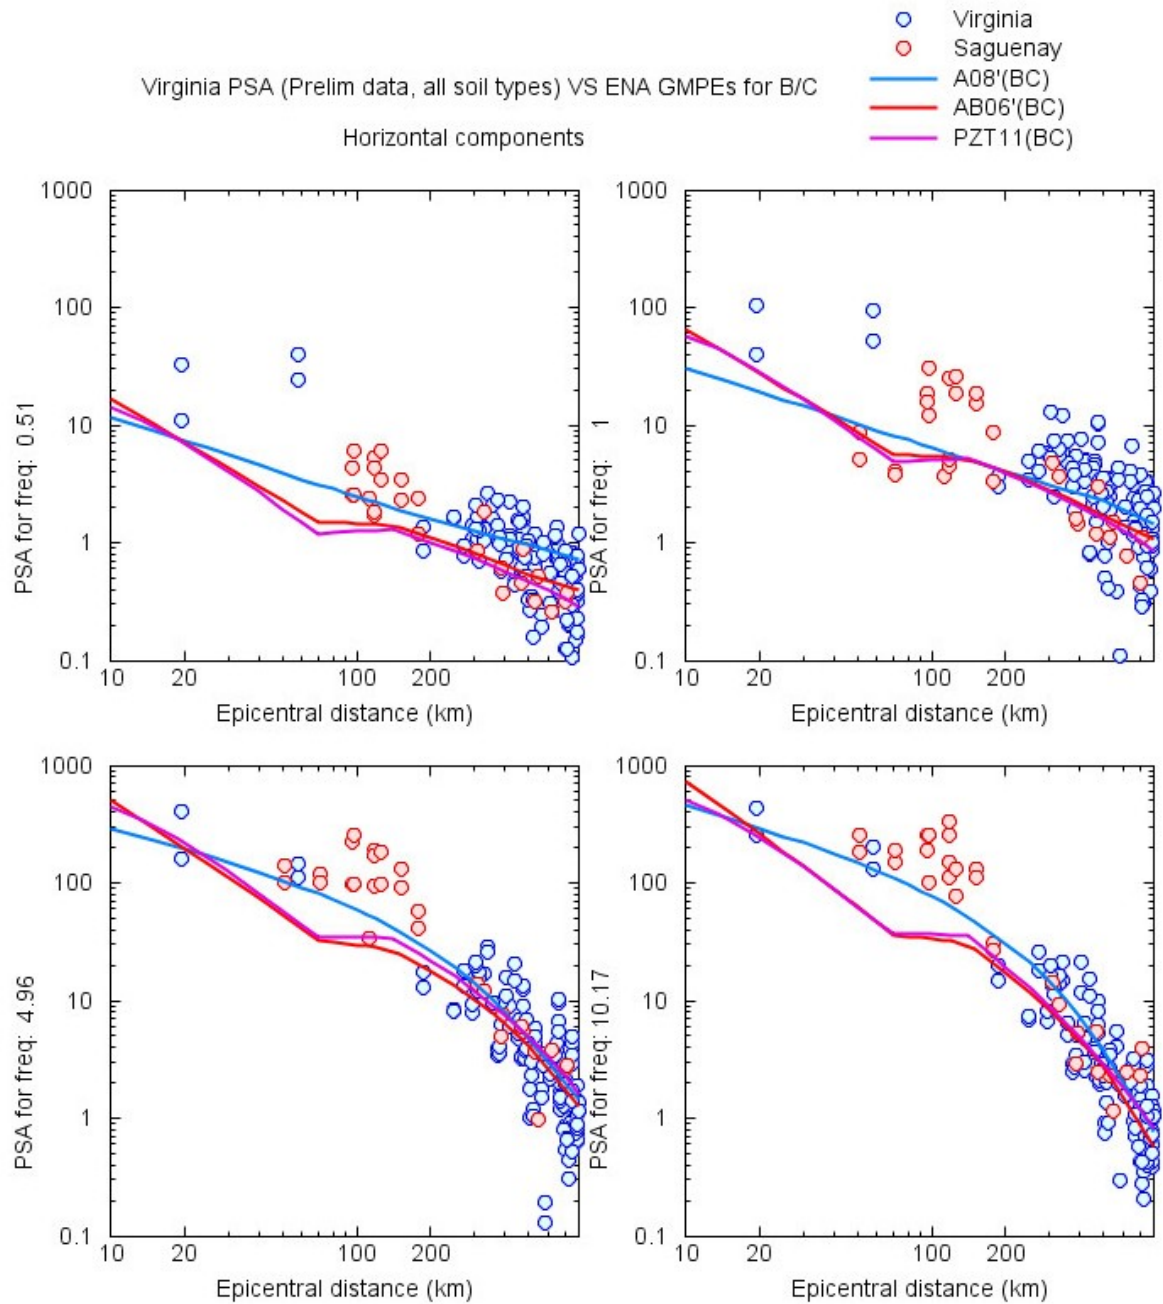 Virginia
Saguenay
A08'(BC)
AB06'(BC)
PZT11(BC)
Virginia PSA (Prelim data, all soil types) VS ENA GMPEs for B/C
Horizontal components
1000
100
10
1
0.1
10 20 100 200
PSA for freq: 0.51
Epicentral distance (km)
1000
100
10
1
0.1
10 20 100 200
PSA for freq: 1
Epicentral distance (km)
1000
100
10
1
0.1
10 20 100 200
PSA for freq: 4.96
Epicentral distance (km)
1000
100
10
1
0.1
10 20 100 200
PSA for freq: 10.17
Epicentral distance (km)